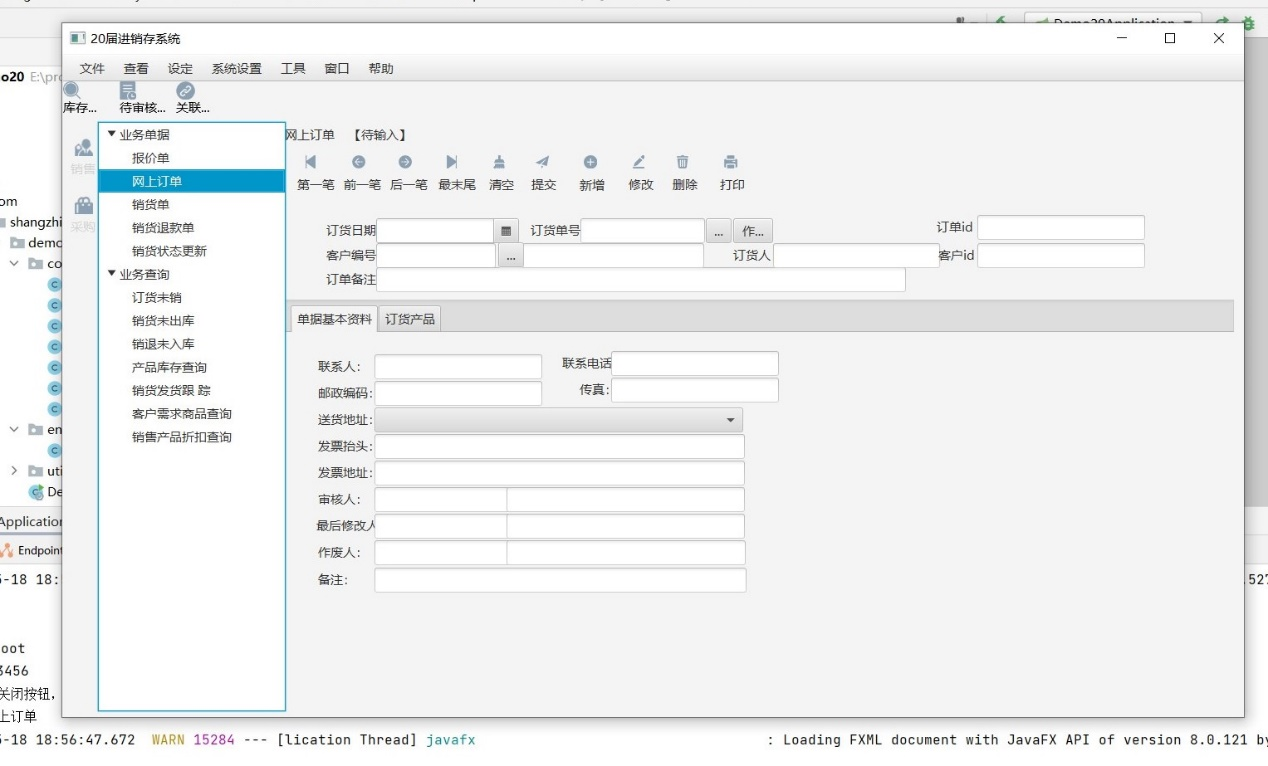 Demo20Application
20届进销存系统
文件 查看 设定 系统设置 工具 窗口 帮助
o20 E:\pro
库存... 待审核... 关联...
销售
采购
业务单据
报价单
网上订单
销货单
销货退款单
销货状态更新
业务查询
订货未销
销货未出库
销退未入库
产品库存查询
销货发货跟 踪
客户需求商品查询
销售产品折扣查询
网上订单 【待输入】
第一笔 前一笔 后一笔 最末尾 清空 提交 新增 修改 删除 打印
订货日期 订货单号 ... 作... 订单id
客户编号 ... 订货人 客户id
订单备注
单据基本资料 订货产品
联系人: 联系电话
邮政编码: 传真:
送货地址:
发票抬头:
发票地址:
审核人:
最后修改人
作废人:
备注:
om
shangzhi
demo
co
en
uti
De
Application
Endpoint
5-18 18: .527
oot
3456
关闭按钮,
上订单
5-18 18:56:47.672 WARN 15284 --- [lication Thread] javafx : Loading FXML document with JavaFX API of version 8.0.121 by